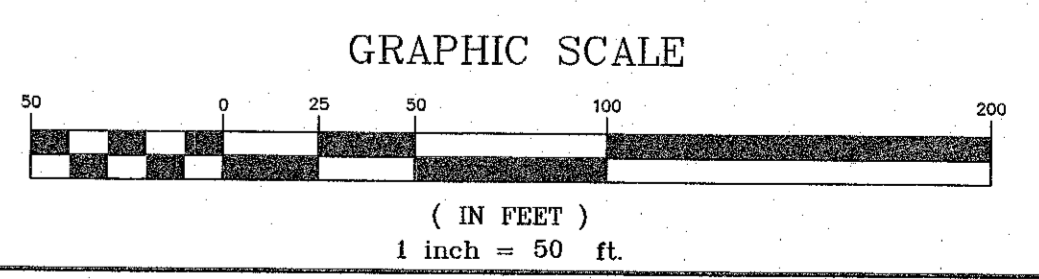 GRAPHIC SCALE
50 0 25 50 100 200
( IN FEET )
1 inch = 50 ft.